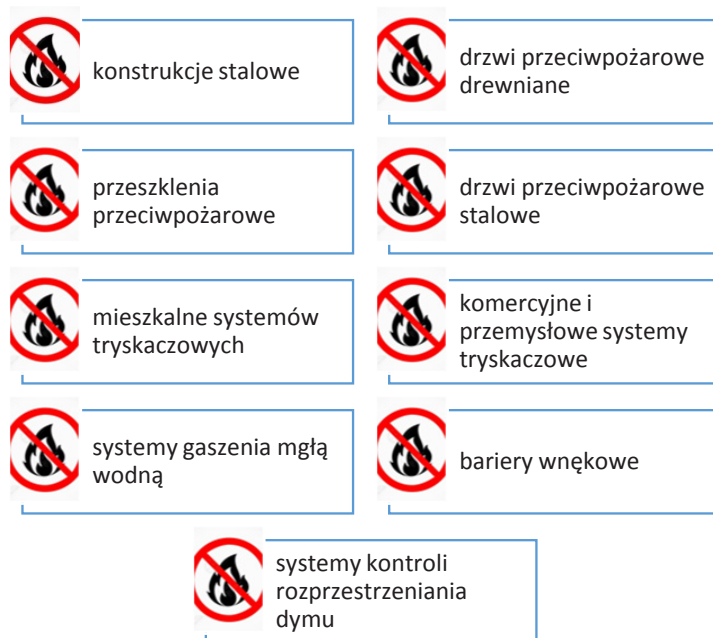 konstrukcje stalowe
drzwi przeciwpożarowe
drewniane
przeszklenia
przeciwpożarowe
drzwi przeciwpożarowe
stalowe
mieszkalne systemów
tryskaczowych
komercyjne i
przemysłowe systemy
tryskaczowe
systemy gaszenia mgłą
wodną
bariery wnękowe
systemy kontroli
rozprzestrzeniania
dymu